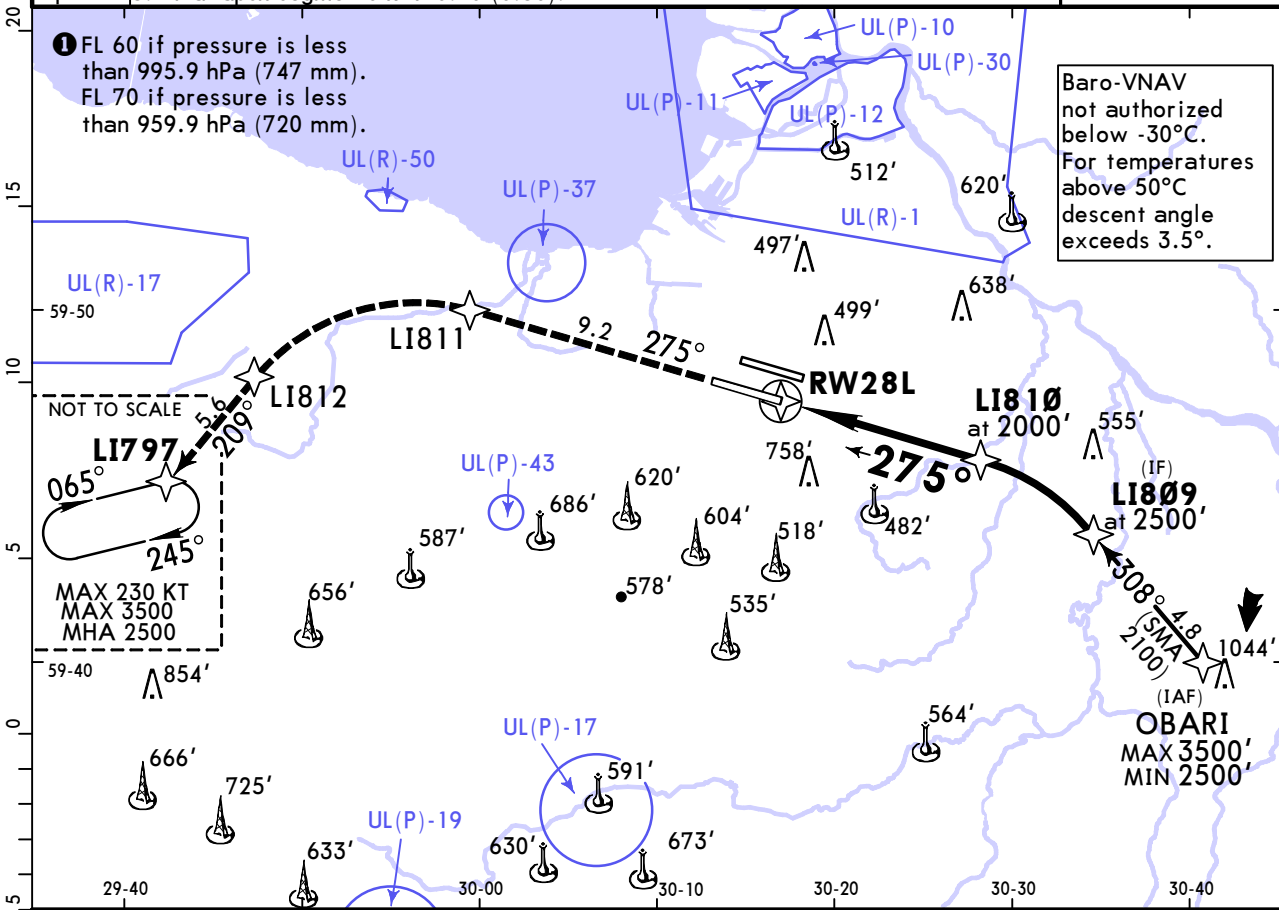 ❶ FL 60 if pressure is less
than 995.9 hPa (747 mm).
FL 70 if pressure is less
than 959.9 hPa (720 mm).
Baro-VNAV
not authorized
below -30°C.
For temperatures
above 50°C
descent angle
exceeds 3.5°.
UL(P)-10
UL(P)-30
UL(P)-11
UL(P)-12
512'
620'
UL(R)-1
UL(R)-50
UL(P)-37
UL(R)-17
497'
638'
499'
20
15
10
5
0
5
59-50
59-40
LI811
9.2
275°
RW28L
LI812
5.6
209°
NOT TO SCALE
LI797
065°
245°
MAX 230 KT
MAX 3500
MHA 2500
LI81Ø
at 2000'
555'
758'
275°
482'
(IF)
LI8Ø9
at 2500'
308°
4.8
(SMA
2100)
1044'
(IAF)
OBARI
MAX 3500'
MIN 2500'
UL(P)-43
620'
686'
604'
518'
587'
578'
656'
535'
854'
564'
UL(P)-17
591'
666'
725'
UL(P)-19
633'
630'
673'
29-40
30-00
30-10
30-20
30-30
30-40